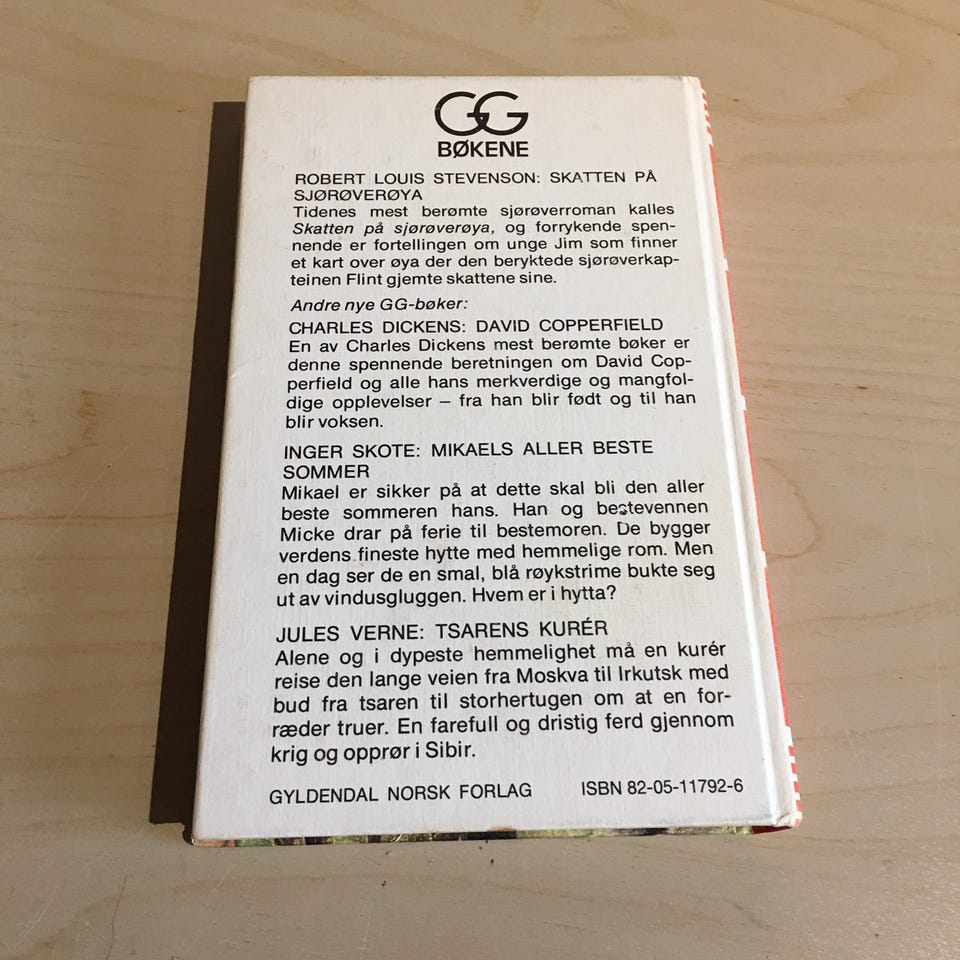 GG
BØKENE
ROBERT LOUIS STEVENSON: SKATTEN PÅ
SJØRØVERØYA
Tidenes mest berømte sjørøverroman kalles
Skatten på sjørøverøya, og forrykende spen-
nende er fortellingen om unge Jim som finner
et kart over øya der den beryktede sjørøverkap-
teinen Flint gjemte skattene sine.
Andre nye GG-bøker:
CHARLES DICKENS: DAVID COPPERFIELD
En av Charles Dickens mest berømte bøker er
denne spennende beretningen om David Cop-
perfield og alle hans merkverdige og mangfol-
dige opplevelser – fra han blir født og til han
blir voksen.
INGER SKOTE: MIKAELS ALLER BESTE
SOMMER
Mikael er sikker på at dette skal bli den aller
beste sommeren hans. Han og bestevennen
Micke drar på ferie til bestemoren. De bygger
verdens fineste hytte med hemmelige rom. Men
en dag ser de en smal, blå røykstrime bukte seg
ut av vindusgluggen. Hvem er i hytta?
JULES VERNE: TSARENS KURÉR
Alene og i dypeste hemmelighet må en kurér
reise den lange veien fra Moskva til Irkutsk med
bud fra tsaren til storhertugen om at en for-
ræder truer. En farefull og dristig ferd gjennom
krig og opprør i Sibir.
GYLDENDAL NORSK FORLAG ISBN 82-05-11792-6